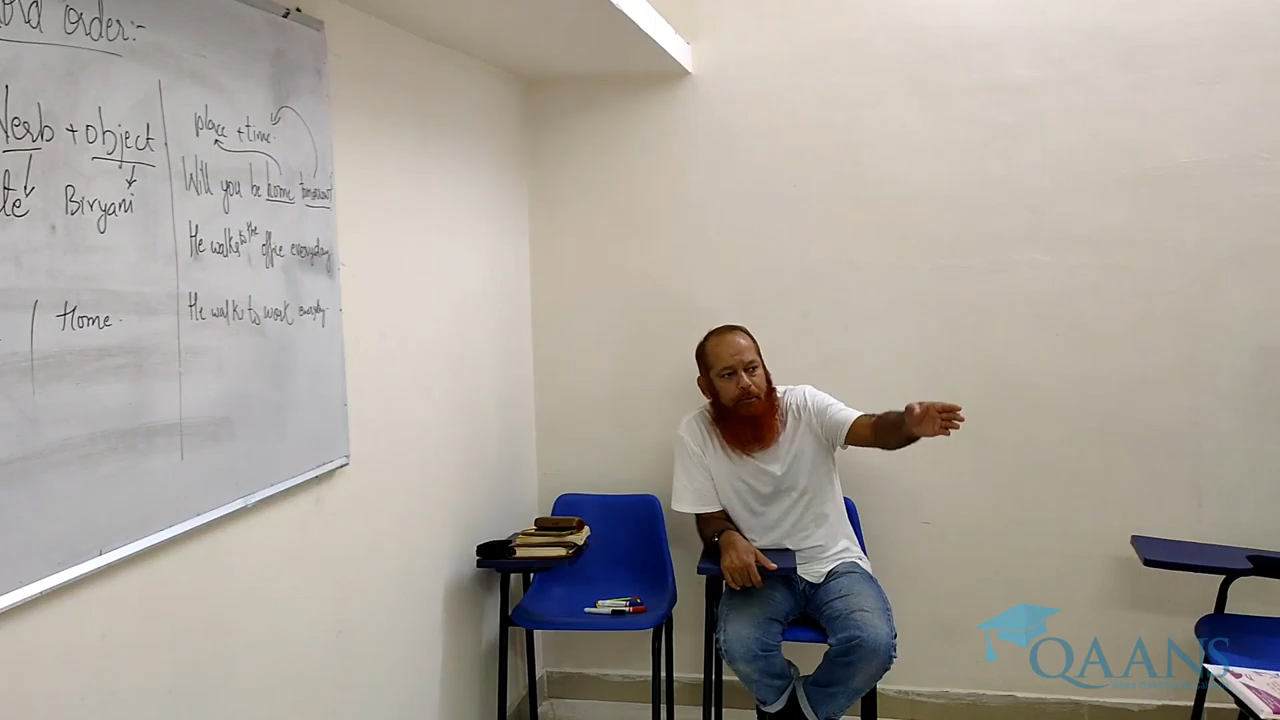 order:-
Verb + object
place + time.
Will you be home tomorrow
te Biryani
He walks to the office everyday
Home.
He walk to work everyday.
QAANS